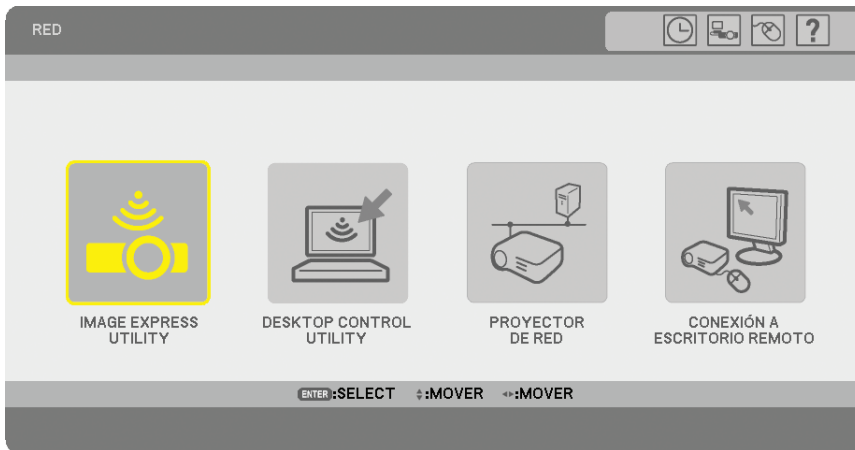 RED
?
IMAGE EXPRESS
UTILITY
DESKTOP CONTROL
UTILITY
PROYECTOR
DE RED
CONEXIÓN A
ESCRITORIO REMOTO
ENTER:SELECT :MOVER :MOVER